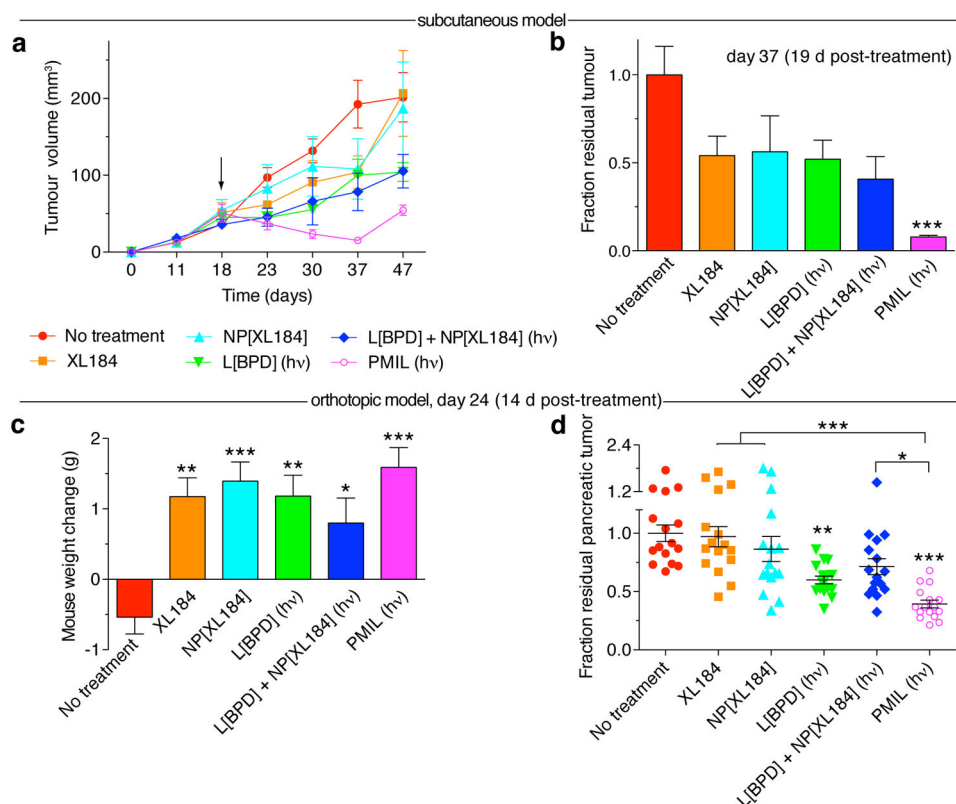 subcutaneous model
a
Tumour volume (mm³)
200
100
0
0 11 18 23 30 37 47
Time (days)
b
day 37 (19 d post-treatment)
Fraction residual tumour
1.0
0.5
0.0
***
No treatment
XL184
NP[XL184]
L[BPD] (hν)
L[BPD] + NP[XL184] (hν)
PMIL (hν)
No treatment
XL184
NP[XL184]
L[BPD] (hν)
L[BPD] + NP[XL184] (hν)
PMIL (hν)
orthotopic model, day 24 (14 d post-treatment)
c
Mouse weight change (g)
2
1
0
-1
**
***
**
*
***
No treatment
XL184
NP[XL184]
L[BPD] (hν)
L[BPD] + NP[XL184] (hν)
PMIL (hν)
d
Fraction residual pancreatic tumor
2.4
1.2
1.0
0.5
0.0
***
*
**
***
No treatment
XL184
NP[XL184]
L[BPD] (hν)
L[BPD] + NP[XL184] (hν)
PMIL (hν)